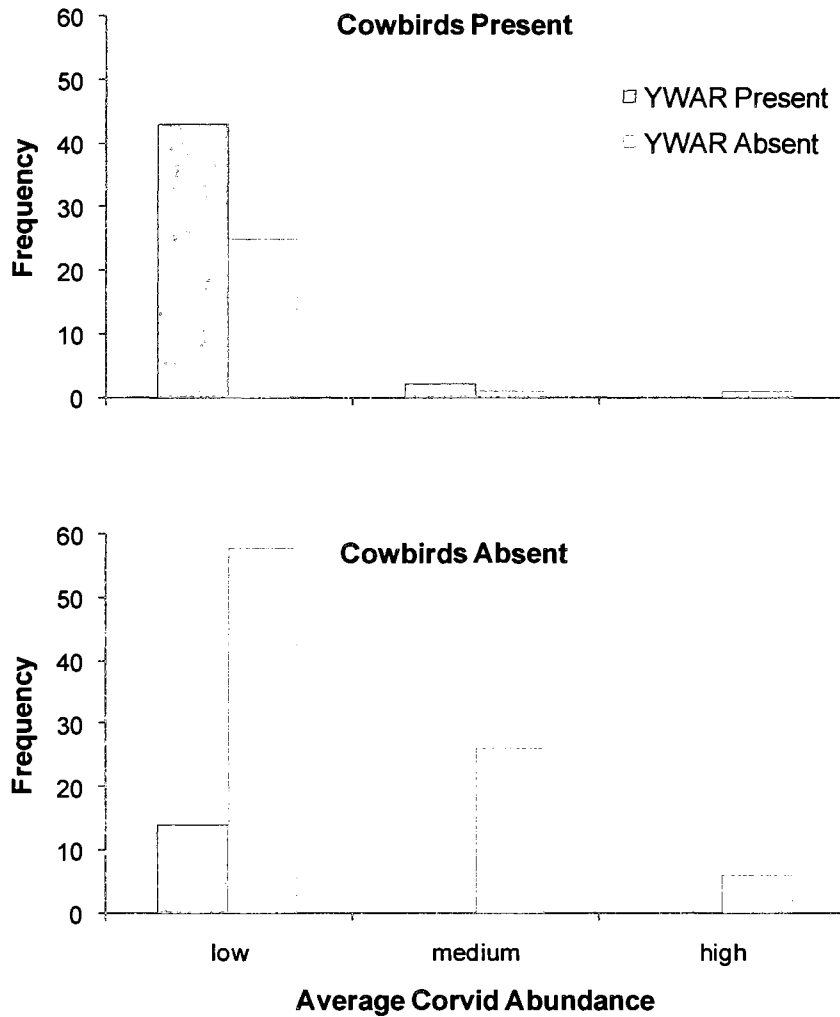 Cowbirds Present
60
50
40
30
20
10
0
Frequency
YWAR Present
YWAR Absent
Cowbirds Absent
60
50
40
30
20
10
0
Frequency
low medium high
Average Corvid Abundance